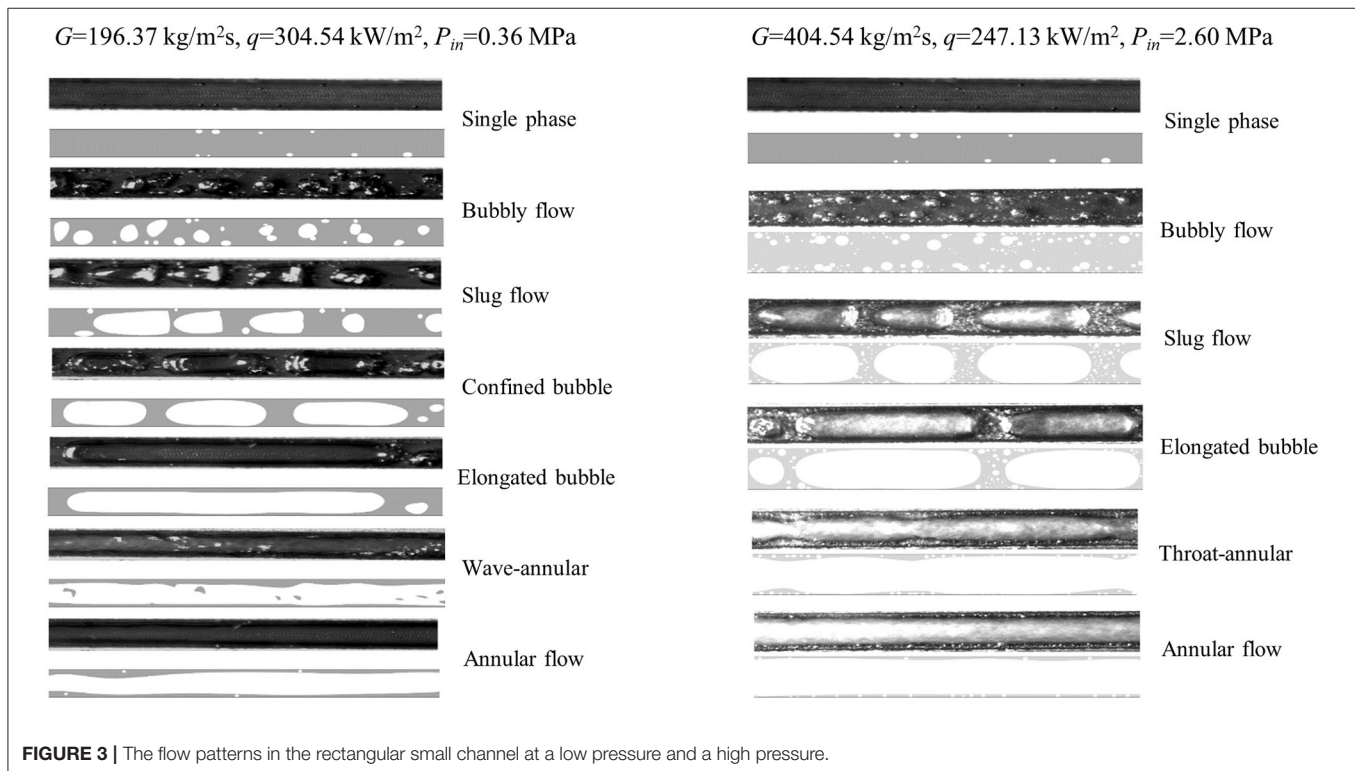 G=196.37 kg/m²s, q=304.54 kW/m², Pin=0.36 MPa
Single phase
Bubbly flow
Slug flow
Confined bubble
Elongated bubble
Wave-annular
Annular flow
G=404.54 kg/m²s, q=247.13 kW/m², Pin=2.60 MPa
Single phase
Bubbly flow
Slug flow
Elongated bubble
Throat-annular
Annular flow
FIGURE 3 | The flow patterns in the rectangular small channel at a low pressure and a high pressure.